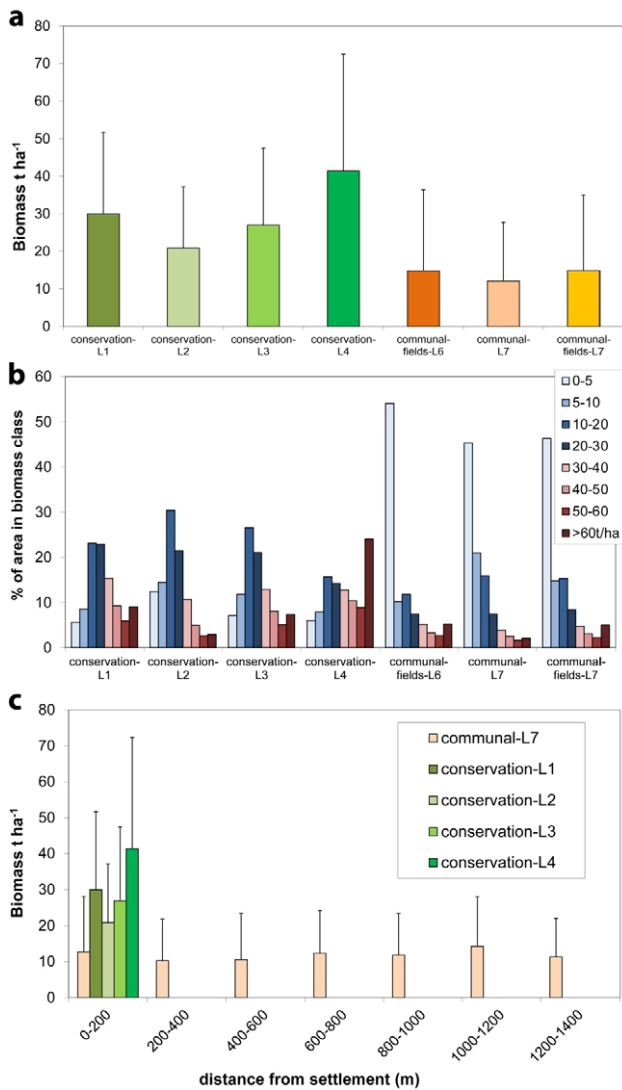 a
80
70
60
50
40
30
20
10
0
Biomass t ha⁻¹
conservation-L1
conservation-L2
conservation-L3
conservation-L4
communal-fields-L6
communal-L7
communal-fields-L7
b
60
50
40
30
20
10
0
% of area in biomass class
0-5
5-10
10-20
20-30
30-40
40-50
50-60
>60t/ha
conservation-L1
conservation-L2
conservation-L3
conservation-L4
communal-fields-L6
communal-L7
communal-fields-L7
c
80
70
60
50
40
30
20
10
0
Biomass t ha⁻¹
communal-L7
conservation-L1
conservation-L2
conservation-L3
conservation-L4
0-200
200-400
400-600
600-800
800-1000
1000-1200
1200-1400
distance from settlement (m)